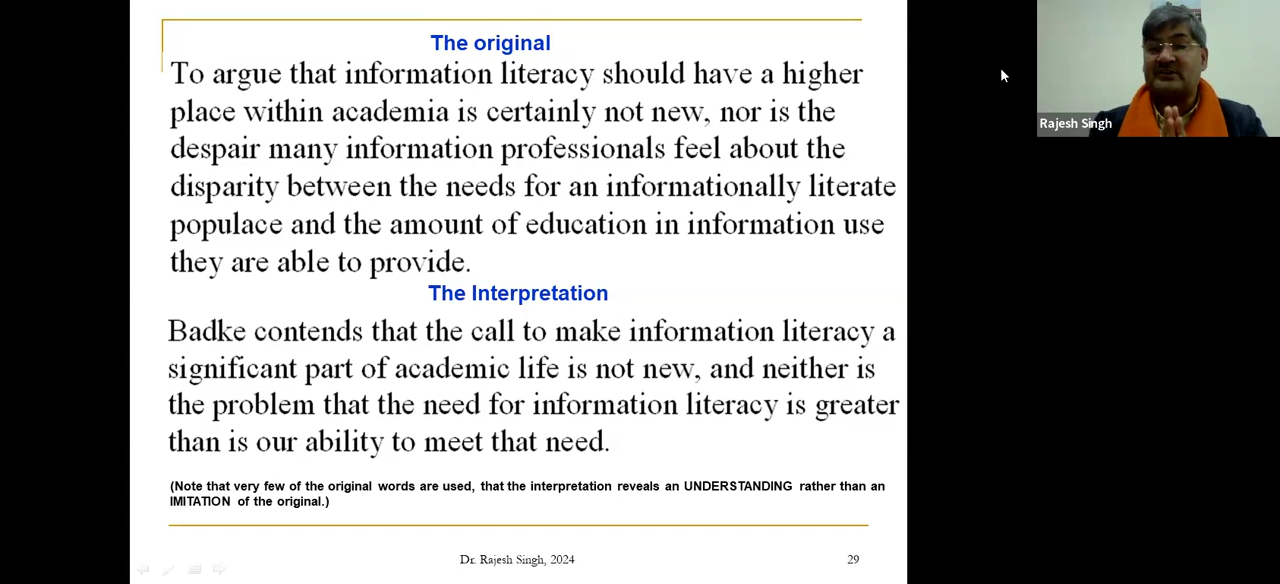 The original
To argue that information literacy should have a higher
place within academia is certainly not new, nor is the
despair many information professionals feel about the
disparity between the needs for an informationally literate
populace and the amount of education in information use
they are able to provide.
The Interpretation
Badke contends that the call to make information literacy a
significant part of academic life is not new, and neither is
the problem that the need for information literacy is greater
than is our ability to meet that need.
(Note that very few of the original words are used, that the interpretation reveals an UNDERSTANDING rather than an
IMITATION of the original.)
Dr. Rajesh Singh, 2024
29
Rajesh Singh